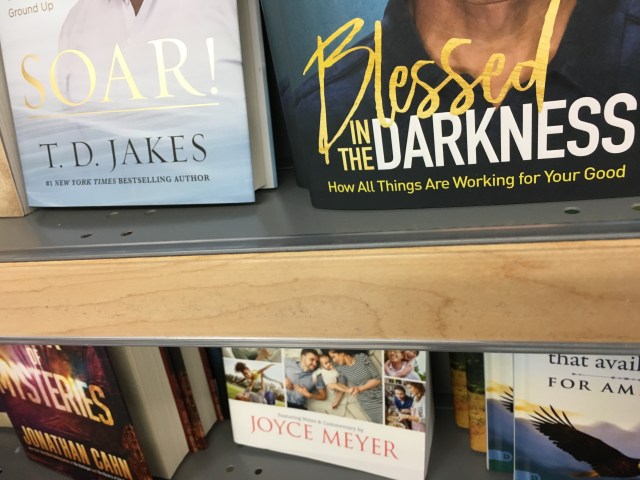 Ground Up
SOAR!
T. D. JAKES
#1 NEW YORK TIMES BESTSELLING AUTHOR
Blessed
IN
THE DARKNESS
How All Things Are Working for Your Good
OF
MYSTERIES
JONATHAN CAHN
JOYCE MEYER
that avail
FOR AM